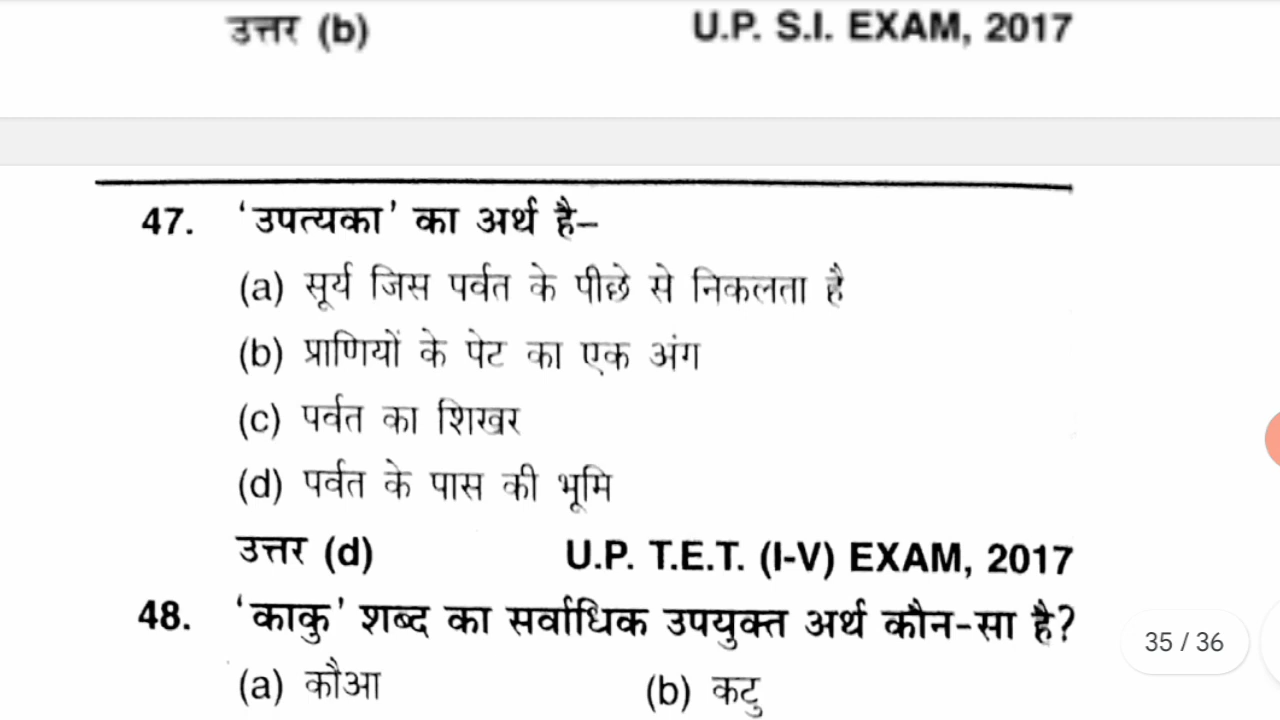 उत्तर (b) U.P. S.I. EXAM, 2017
47. 'उपत्यका' का अर्थ है–
(a) सूर्य जिस पर्वत के पीछे से निकलता है
(b) प्राणियों के पेट का एक अंग
(c) पर्वत का शिखर
(d) पर्वत के पास की भूमि
उत्तर (d) U.P. T.E.T. (I-V) EXAM, 2017
48. 'काकु' शब्द का सर्वाधिक उपयुक्त अर्थ कौन-सा है?
35 / 36
(a) कौआ (b) कटु